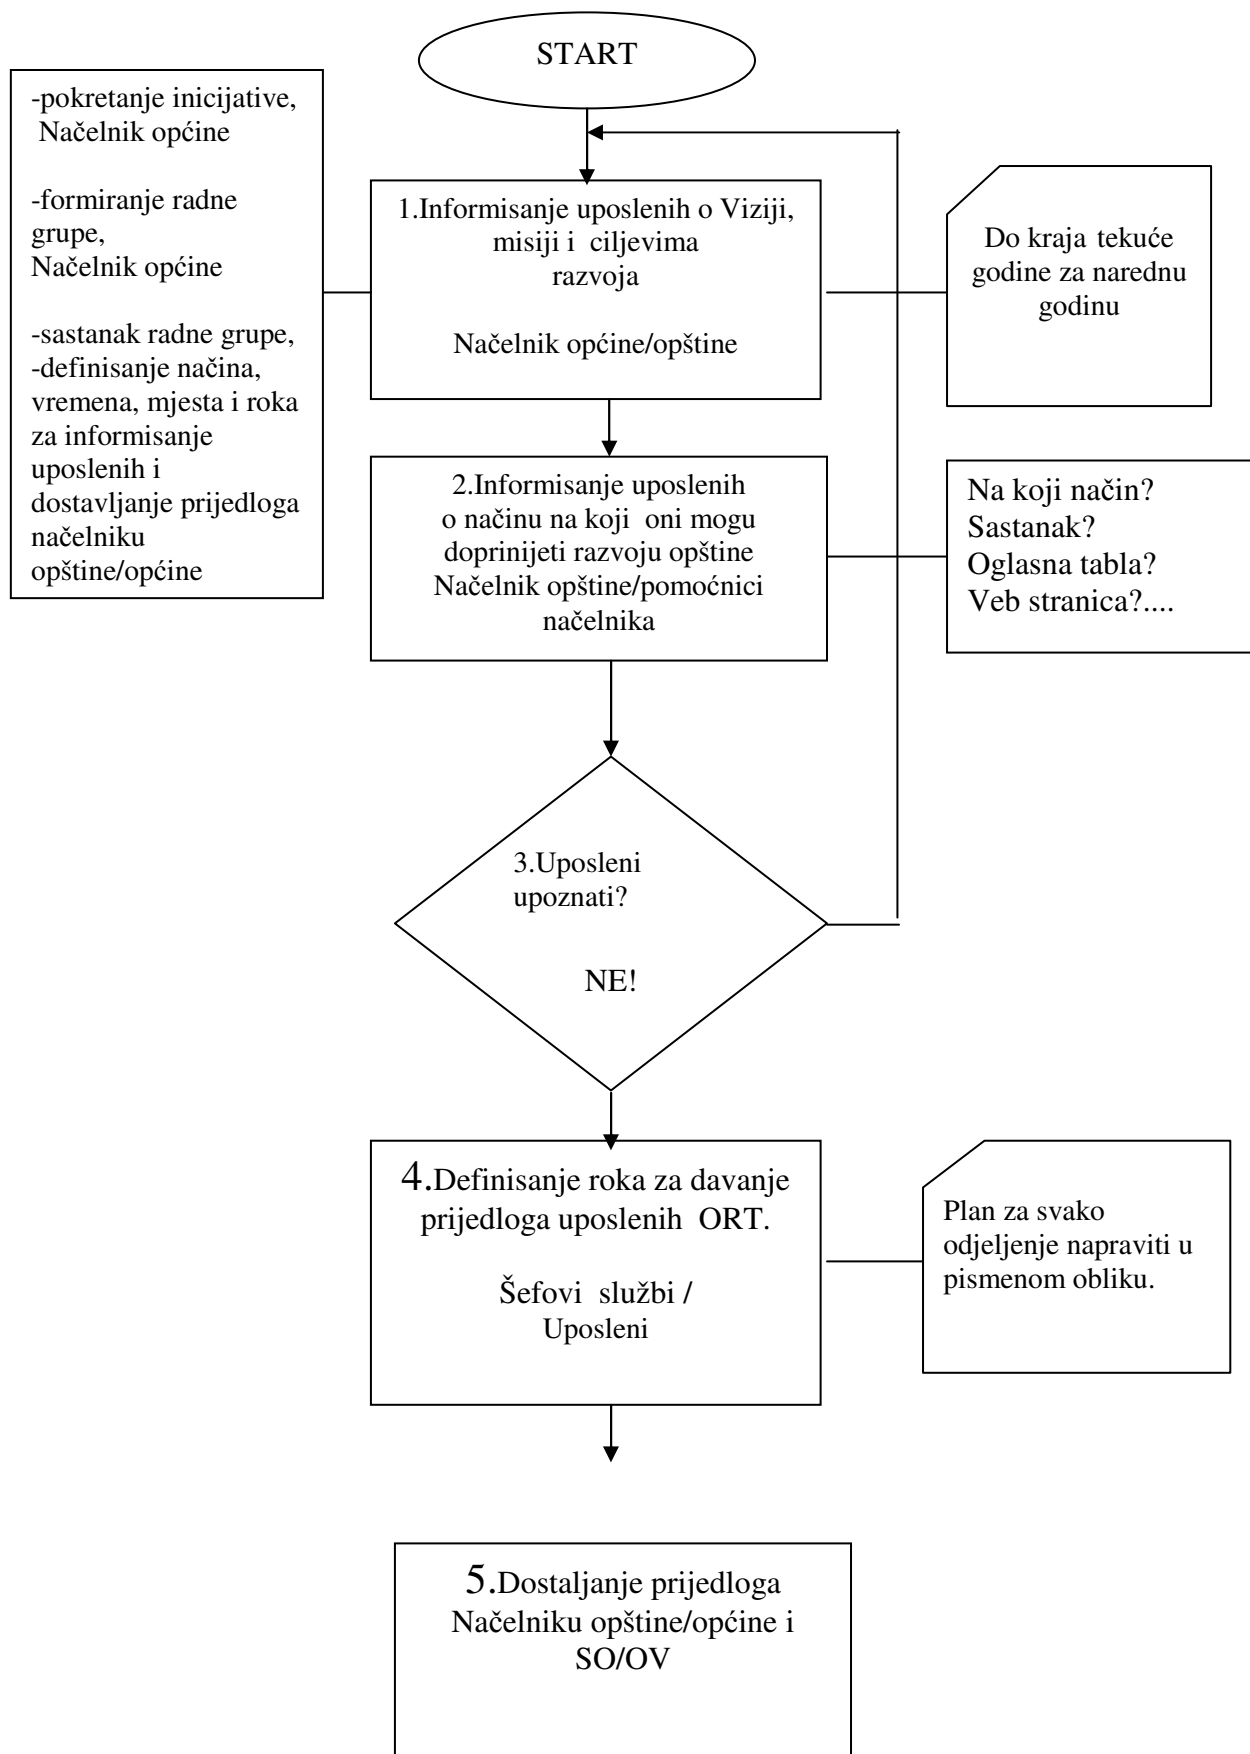 START
-pokretanje inicijative,
Načelnik općine
-formiranje radne
grupe,
Načelnik općine
-sastanak radne grupe,
-definisanje načina,
vremena, mjesta i roka
za informisanje
uposlenih i
dostavljanje prijedloga
načelniku
opštine/općine
1.Informisanje uposlenih o Viziji,
misiji i ciljevima
razvoja
Načelnik općine/opštine
Do kraja tekuće
godine za narednu
godinu
2.Informisanje uposlenih
o načinu na koji oni mogu
doprinijeti razvoju opštine
Načelnik opštine/pomoćnici
načelnika
Na koji način?
Sastanak?
Oglasna tabla?
Veb stranica?....
3.Uposleni
upoznati?
NE!
4.Definisanje roka za davanje
prijedloga uposlenih ORT.
Šefovi službi /
Uposleni
Plan za svako
odjeljenje napraviti u
pismenom obliku.
5.Dostaljanje prijedloga
Načelniku opštine/općine i
SO/OV